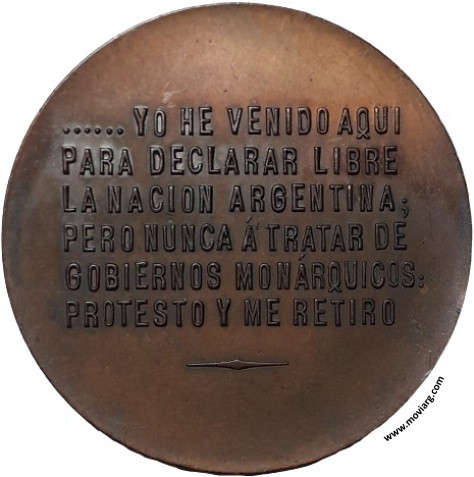 ...... YO HE VENIDO AQUI
PARA DECLARAR LIBRE
LA NACION ARGENTINA;
PERO NUNCA Á TRATAR DE
GOBIERNOS MONÁRQUICOS:
PROTESTO Y ME RETIRO
www.moviarg.com